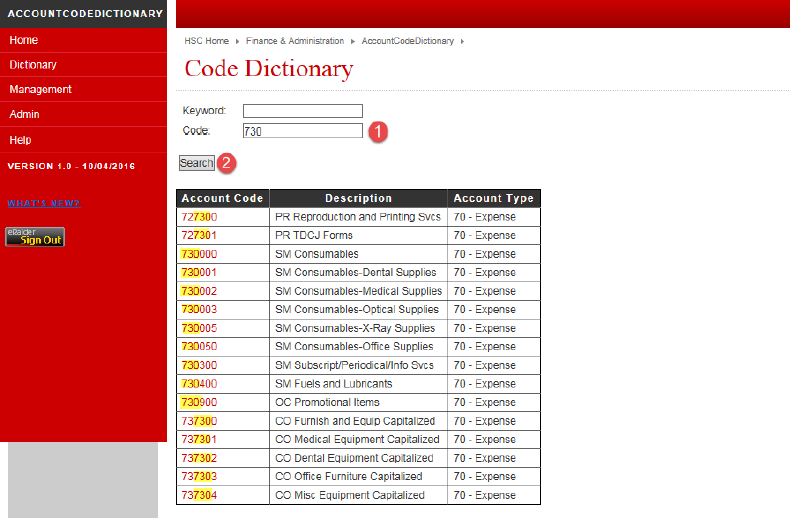 ACCOUNTCODEDICTIONARY
Home
Dictionary
Management
Admin
Help
VERSION 1.0 - 10/04/2016
WHAT'S NEW?
eRaider
Sign Out
HSC Home Finance & Administration AccountCodeDictionary
Code Dictionary
Keyword:
Code: 730 1
Search 2
Account Code Description Account Type
727300 PR Reproduction and Printing Svcs 70 - Expense
727301 PR TDCJ Forms 70 - Expense
730000 SM Consumables 70 - Expense
730001 SM Consumables-Dental Supplies 70 - Expense
730002 SM Consumables-Medical Supplies 70 - Expense
730003 SM Consumables-Optical Supplies 70 - Expense
730005 SM Consumables-X-Ray Supplies 70 - Expense
730050 SM Consumables-Office Supplies 70 - Expense
730300 SM Subscript/Periodical/Info Svcs 70 - Expense
730400 SM Fuels and Lubricants 70 - Expense
730900 OC Promotional Items 70 - Expense
737300 CO Furnish and Equip Capitalized 70 - Expense
737301 CO Medical Equipment Capitalized 70 - Expense
737302 CO Dental Equipment Capitalized 70 - Expense
737303 CO Office Furniture Capitalized 70 - Expense
737304 CO Misc Equipment Capitalized 70 - Expense